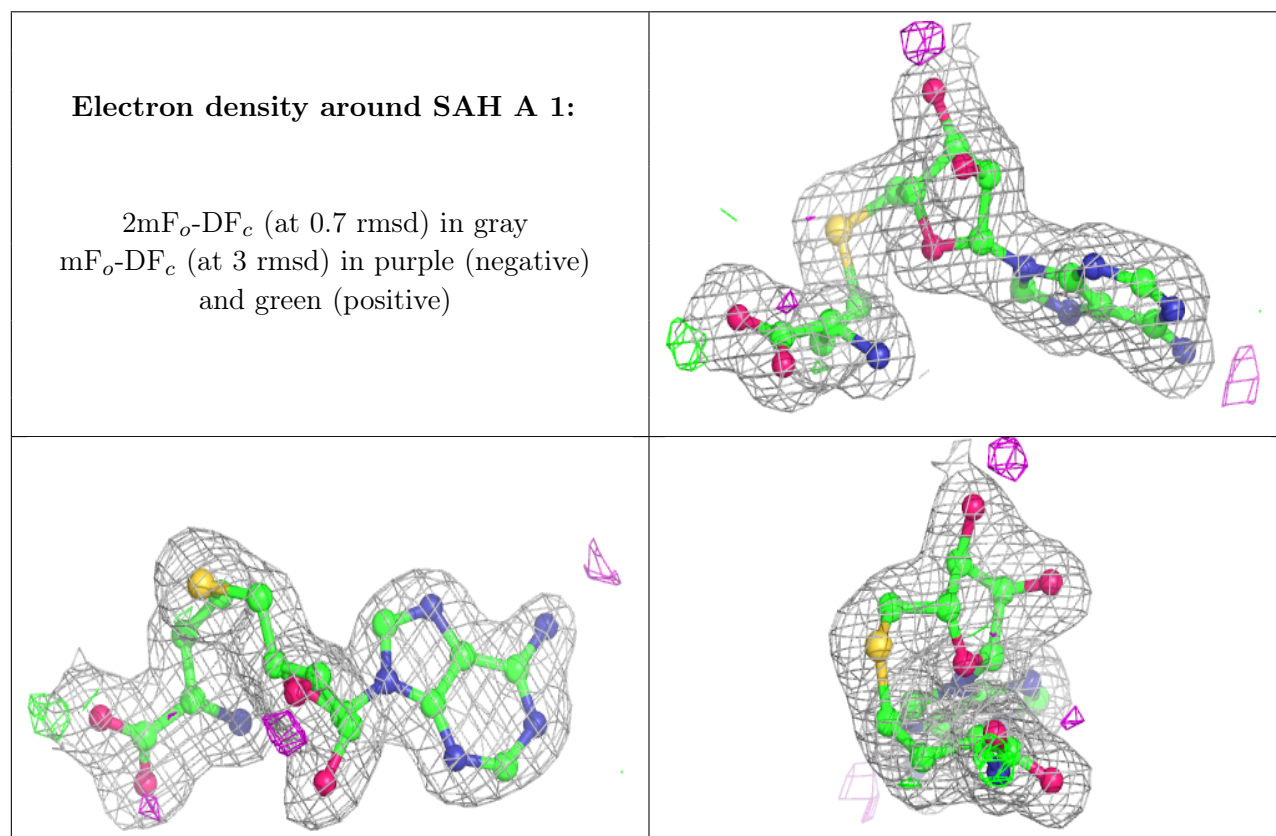 Electron density around SAH A 1:
2mFo-DFc (at 0.7 rmsd) in gray
mFo-DFc (at 3 rmsd) in purple (negative)
and green (positive)